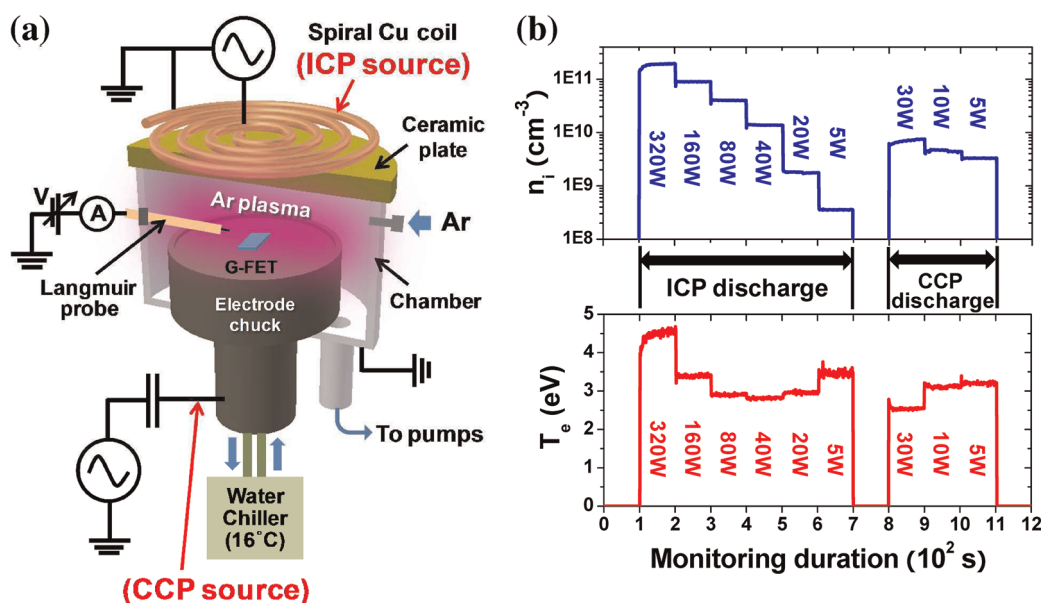 (a)
Spiral Cu coil
(ICP source)
Ceramic
plate
Ar plasma
V
A
Ar
G-FET
Langmuir
probe
Chamber
Electrode
chuck
To pumps
Water
Chiller
(16°C)
(CCP source)
(b)
n_i (cm^-3)
1E11
1E10
1E9
1E8
320W
160W
80W
40W
20W
5W
30W
10W
5W
ICP discharge
CCP
discharge
T_e (eV)
5
4
3
2
1
0
320W
160W
80W
40W
20W
5W
30W
10W
5W
0 1 2 3 4 5 6 7 8 9 10 11 12
Monitoring duration (10^2 s)